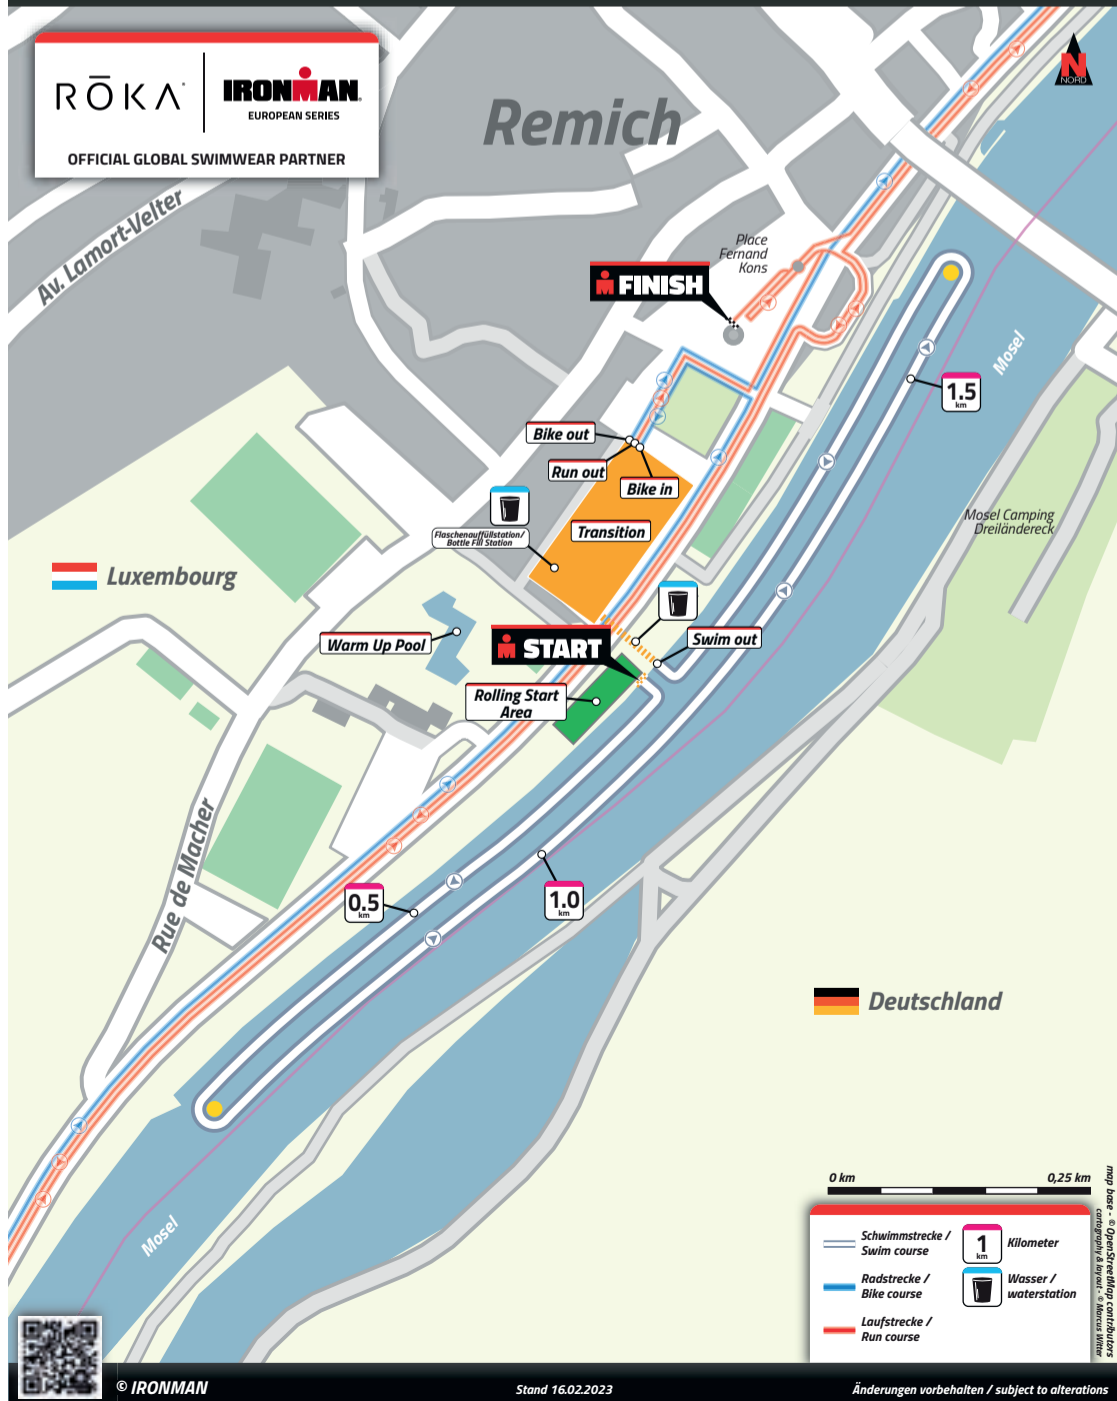 RŌKA
IRONMAN
EUROPEAN SERIES
OFFICIAL GLOBAL SWIMWEAR PARTNER
Remich
N
NORD
Av. Lamort-Velter
Place
Fernand
Kons
FINISH
Mosel
1.5
km
Bike out
Run out
Bike in
Flaschenauffüllstation/
Bottle Fill Station
Transition
Mosel Camping
Dreiländereck
Luxembourg
Warm Up Pool
START
Swim out
Rolling Start
Area
Rue de Macher
0.5
km
1.0
km
Deutschland
Mosel
0 km
0,25 km
Schwimmstrecke /
Swim course
1
km
Kilometer
Radstrecke /
Bike course
Wasser /
waterstation
Laufstrecke /
Run course
map base - © OpenStreetMap contributors
cartography & layout - © Marcus Witter
© IRONMAN
Stand 16.02.2023
Änderungen vorbehalten / subject to alterations